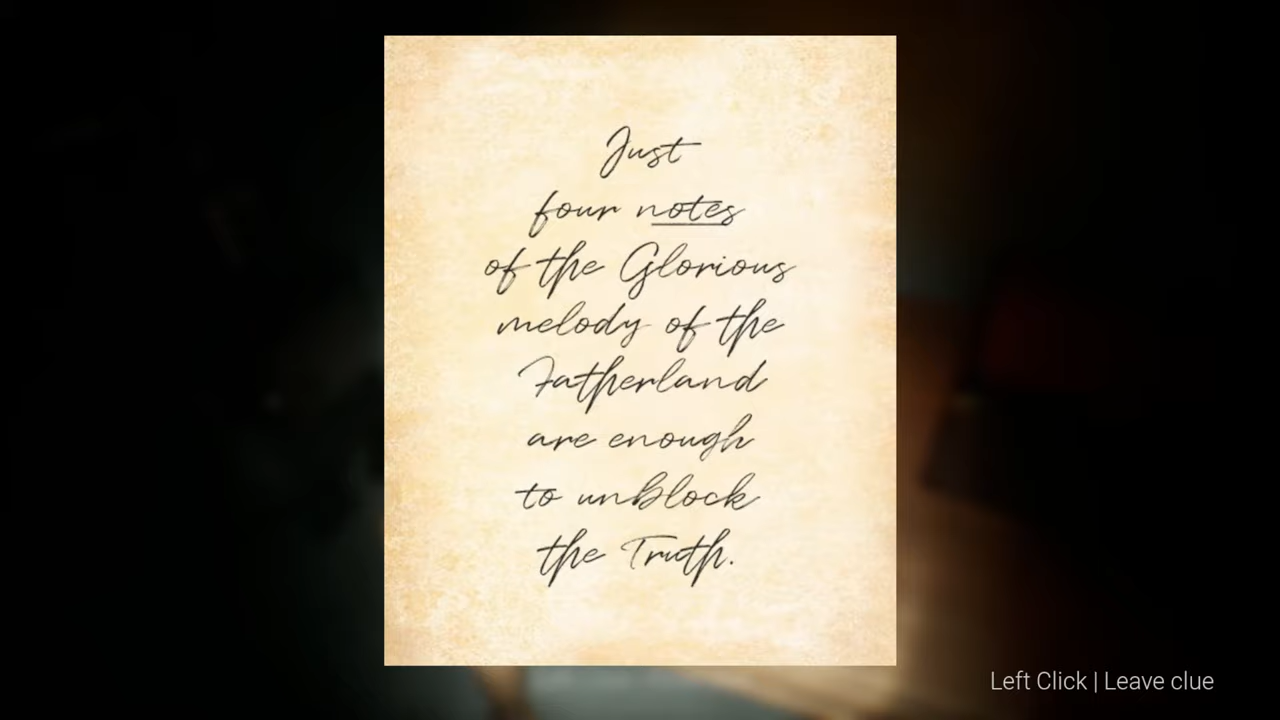 Just
four notes
of the Glorious
melody of the
Fatherland
are enough
to unblock
the Truth.
Left Click | Leave clue